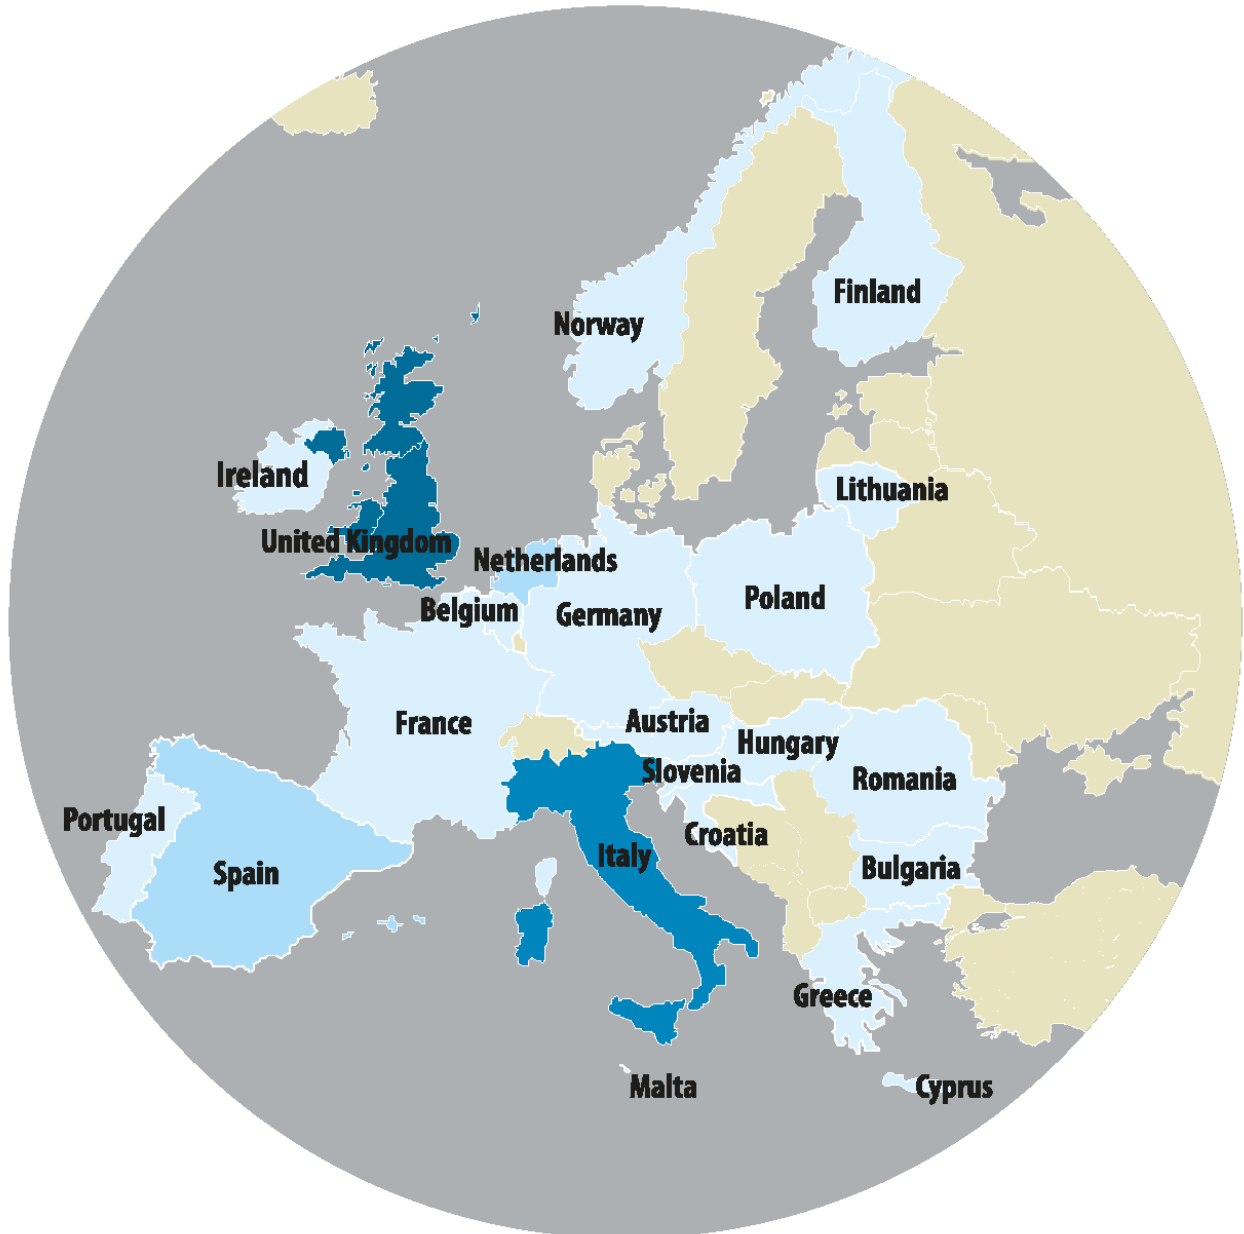 Finland
Norway
Ireland
Lithuania
United Kingdom
Netherlands
Belgium
Germany
Poland
France
Austria
Hungary
Slovenia
Romania
Portugal
Croatia
Italy
Spain
Bulgaria
Greece
Malta
Cyprus